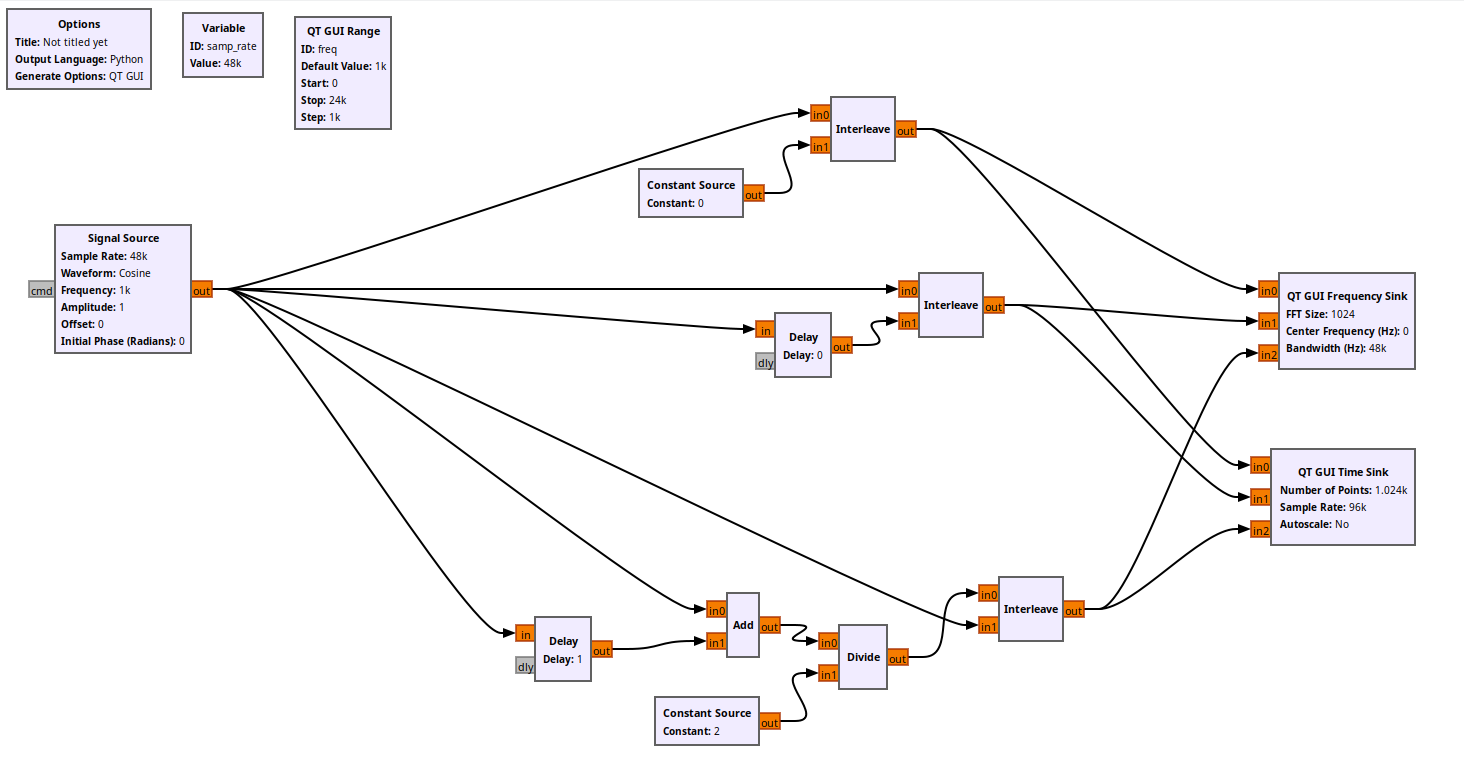 Options
Title: Not titled yet
Output Language: Python
Generate Options: QT GUI
Variable
ID: samp_rate
Value: 48k
QT GUI Range
ID: freq
Default Value: 1k
Start: 0
Stop: 24k
Step: 1k
in0
in1
Interleave
out
Constant Source
Constant: 0
out
Signal Source
Sample Rate: 48k
Waveform: Cosine
Frequency: 1k
Amplitude: 1
Offset: 0
Initial Phase (Radians): 0
cmd
out
in0
in1
Interleave
out
in
dly
Delay
Delay: 0
out
in0
in1
in2
QT GUI Frequency Sink
FFT Size: 1024
Center Frequency (Hz): 0
Bandwidth (Hz): 48k
in0
in1
in2
QT GUI Time Sink
Number of Points: 1.024k
Sample Rate: 96k
Autoscale: No
in0
in1
Interleave
out
in
dly
Delay
Delay: 1
out
in0
in1
Add
out
in0
in1
Divide
out
Constant Source
Constant: 2
out